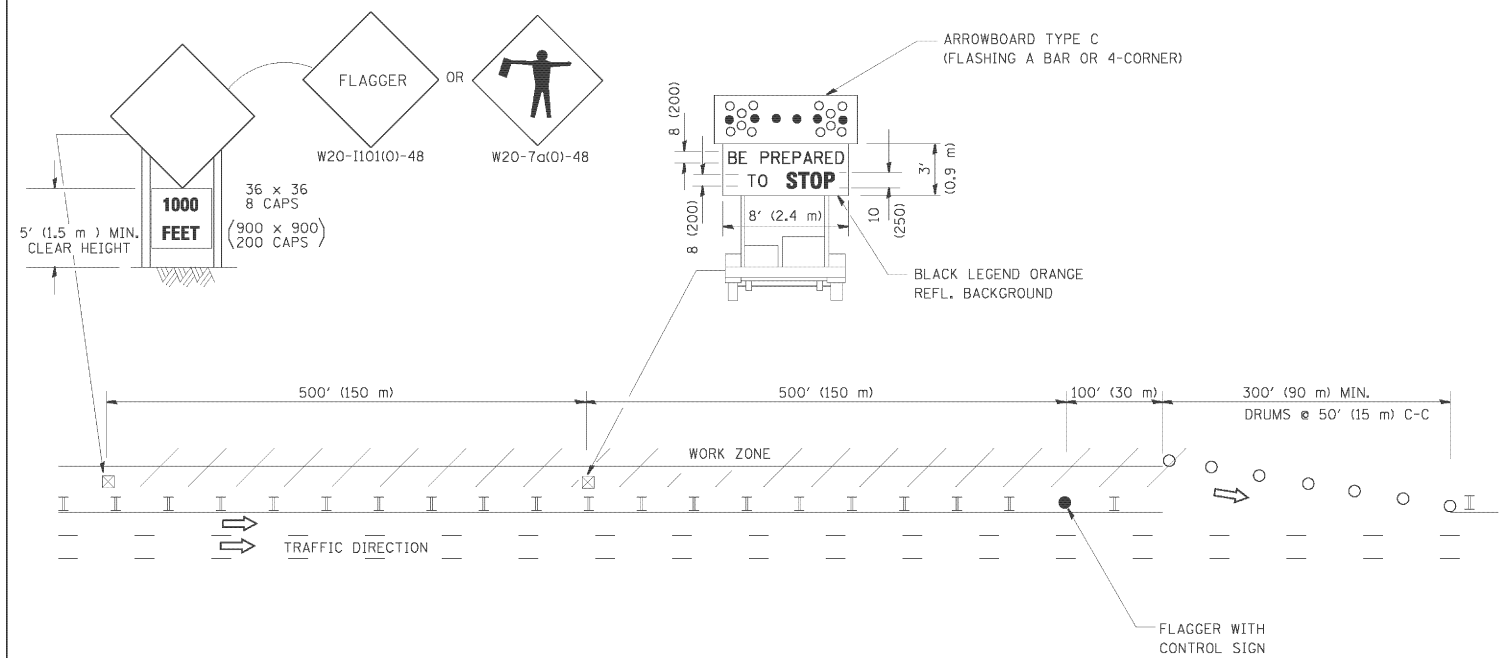 ARROWBOARD TYPE C
(FLASHING A BAR OR 4-CORNER)
FLAGGER
OR
W20-I101(O)-48
W20-7a(O)-48
8 (200)
BE PREPARED
TO STOP
3'
(0.9 m)
8 (200)
8' (2.4 m)
10
(250)
1000
FEET
36 x 36
8 CAPS
(900 x 900)
(200 CAPS)
5' (1.5 m ) MIN.
CLEAR HEIGHT
BLACK LEGEND ORANGE
REFL. BACKGROUND
500' (150 m)
500' (150 m)
100' (30 m)
300' (90 m) MIN.
DRUMS @ 50' (15 m) C-C
WORK ZONE
TRAFFIC DIRECTION
FLAGGER WITH
CONTROL SIGN